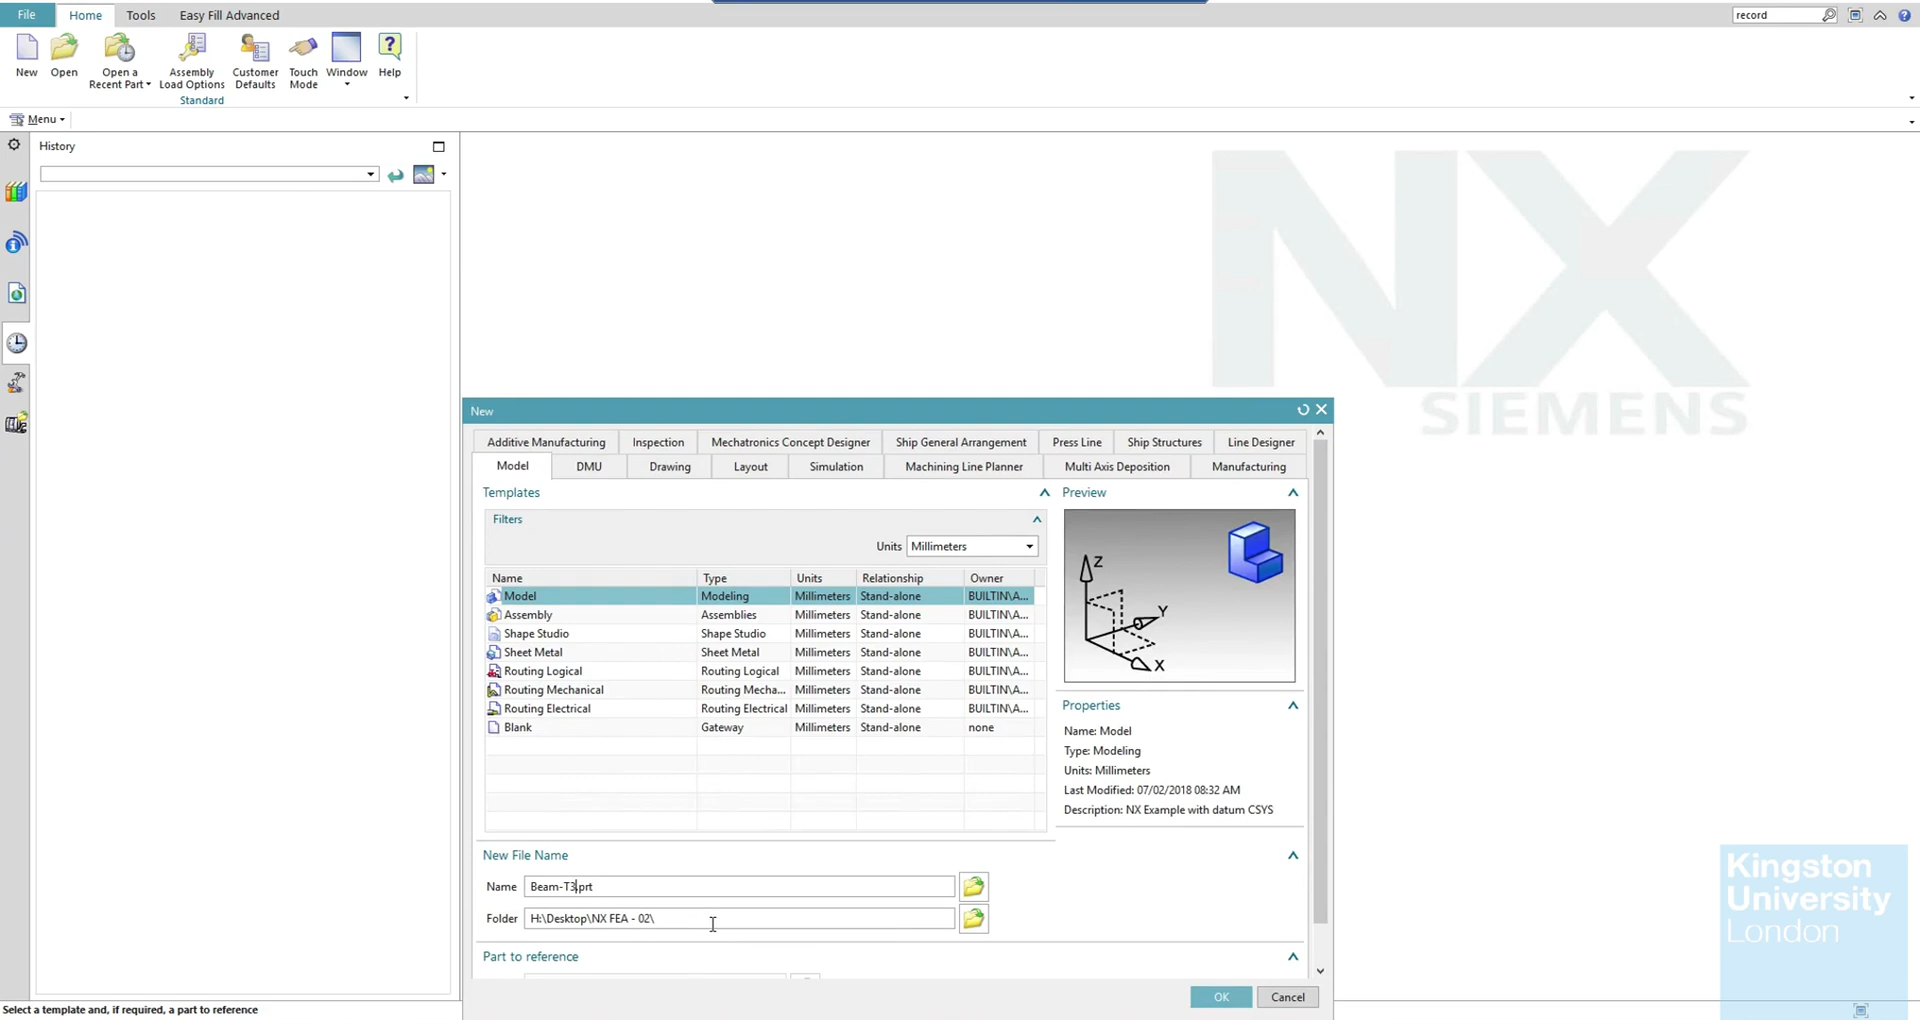 File Home Tools Easy Fill Advanced record
New Open Open a Recent Part Assembly Load Options Customer Defaults Touch Mode Window Help
Standard
Menu
History
NX
SIEMENS
New
Additive Manufacturing Inspection Mechatronics Concept Designer Ship General Arrangement Press Line Ship Structures Line Designer
Model DMU Drawing Layout Simulation Machining Line Planner Multi Axis Deposition Manufacturing
Templates
Filters
Units Millimeters
Name Type Units Relationship Owner
Model Modeling Millimeters Stand-alone BUILTIN\A...
Assembly Assemblies Millimeters Stand-alone BUILTIN\A...
Shape Studio Shape Studio Millimeters Stand-alone BUILTIN\A...
Sheet Metal Sheet Metal Millimeters Stand-alone BUILTIN\A...
Routing Logical Routing Logical Millimeters Stand-alone BUILTIN\A...
Routing Mechanical Routing Mecha... Millimeters Stand-alone BUILTIN\A...
Routing Electrical Routing Electrical Millimeters Stand-alone BUILTIN\A...
Blank Gateway Millimeters Stand-alone none
Preview
Z
Y
X
Properties
Name: Model
Type: Modeling
Units: Millimeters
Last Modified: 07/02/2018 08:32 AM
Description: NX Example with datum CSYS
New File Name
Name Beam-T3.prt
Folder H:\Desktop\NX FEA - 02\
Part to reference
OK Cancel
Kingston
University
London
Select a template and, if required, a part to reference